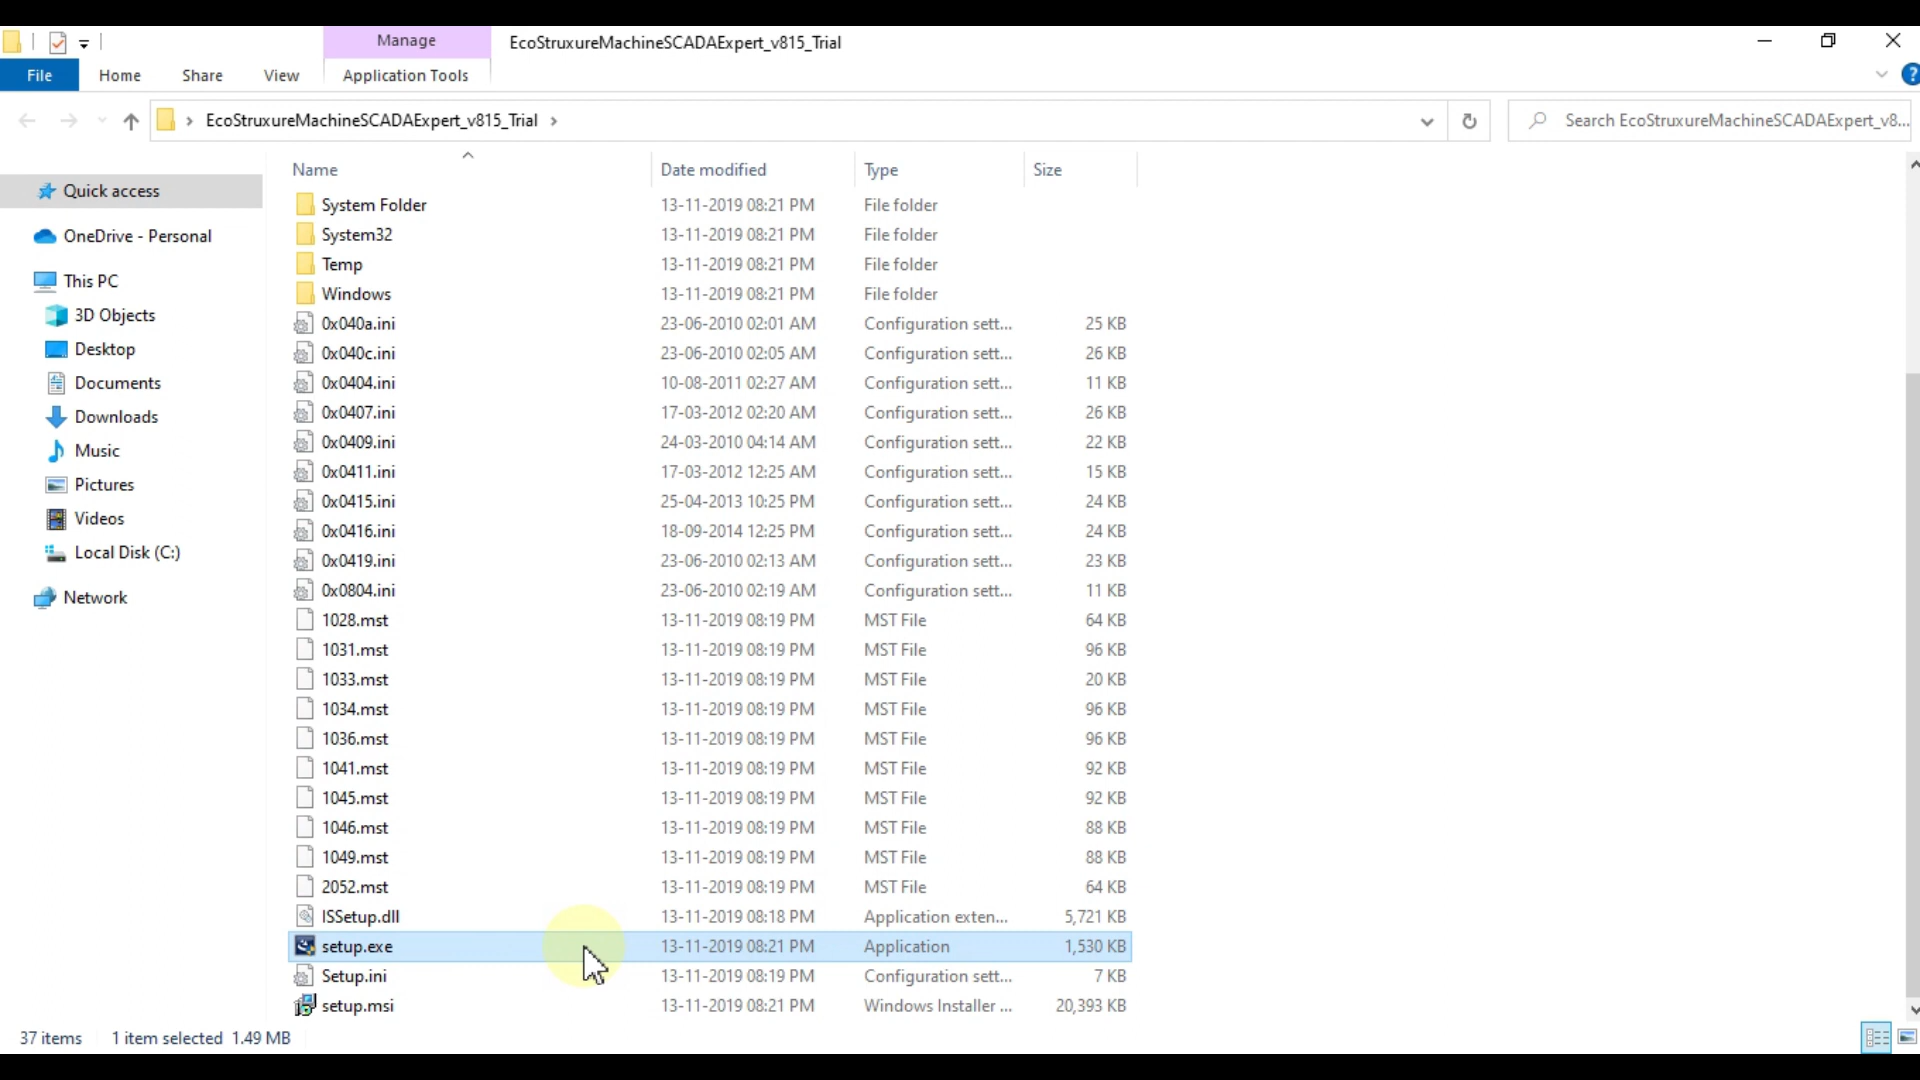 Manage EcoStruxureMachineSCADAExpert_v815_Trial
File Home Share View Application Tools
EcoStruxureMachineSCADAExpert_v815_Trial Search EcoStruxureMachineSCADAExpert_v8...
Name Date modified Type Size
Quick access
OneDrive - Personal
This PC
3D Objects
Desktop
Documents
Downloads
Music
Pictures
Videos
Local Disk (C:)
Network
System Folder 13-11-2019 08:21 PM File folder
System32 13-11-2019 08:21 PM File folder
Temp 13-11-2019 08:21 PM File folder
Windows 13-11-2019 08:21 PM File folder
0x040a.ini 23-06-2010 02:01 AM Configuration sett... 25 KB
0x040c.ini 23-06-2010 02:05 AM Configuration sett... 26 KB
0x0404.ini 10-08-2011 02:27 AM Configuration sett... 11 KB
0x0407.ini 17-03-2012 02:20 AM Configuration sett... 26 KB
0x0409.ini 24-03-2010 04:14 AM Configuration sett... 22 KB
0x0411.ini 17-03-2012 12:25 AM Configuration sett... 15 KB
0x0415.ini 25-04-2013 10:25 PM Configuration sett... 24 KB
0x0416.ini 18-09-2014 12:25 PM Configuration sett... 24 KB
0x0419.ini 23-06-2010 02:13 AM Configuration sett... 23 KB
0x0804.ini 23-06-2010 02:19 AM Configuration sett... 11 KB
1028.mst 13-11-2019 08:19 PM MST File 64 KB
1031.mst 13-11-2019 08:19 PM MST File 96 KB
1033.mst 13-11-2019 08:19 PM MST File 20 KB
1034.mst 13-11-2019 08:19 PM MST File 96 KB
1036.mst 13-11-2019 08:19 PM MST File 96 KB
1041.mst 13-11-2019 08:19 PM MST File 92 KB
1045.mst 13-11-2019 08:19 PM MST File 92 KB
1046.mst 13-11-2019 08:19 PM MST File 88 KB
1049.mst 13-11-2019 08:19 PM MST File 88 KB
2052.mst 13-11-2019 08:19 PM MST File 64 KB
ISSetup.dll 13-11-2019 08:18 PM Application exten... 5,721 KB
setup.exe 13-11-2019 08:21 PM Application 1,530 KB
Setup.ini 13-11-2019 08:19 PM Configuration sett... 7 KB
setup.msi 13-11-2019 08:21 PM Windows Installer ... 20,393 KB
37 items 1 item selected 1.49 MB